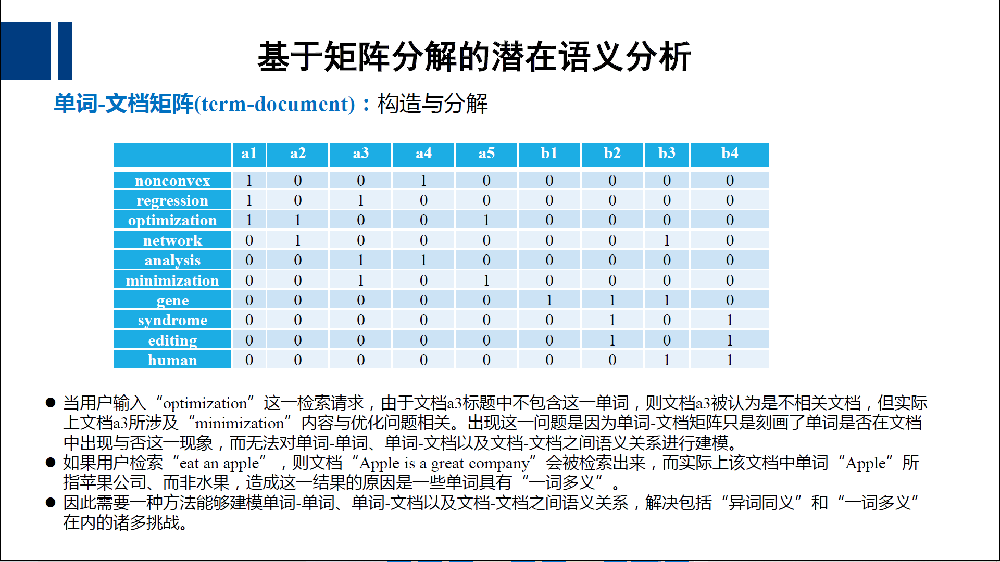 基于矩阵分解的潜在语义分析
单词-文档矩阵(term-document)：构造与分解
a1 a2 a3 a4 a5 b1 b2 b3 b4
nonconvex 1 0 0 1 0 0 0 0 0
regression 1 0 1 0 0 0 0 0 0
optimization 1 1 0 0 1 0 0 0 0
network 0 1 0 0 0 0 0 1 0
analysis 0 0 1 1 0 0 0 0 0
minimization 0 0 1 0 1 0 0 0 0
gene 0 0 0 0 0 1 1 1 0
syndrome 0 0 0 0 0 0 1 0 1
editing 0 0 0 0 0 0 1 0 1
human 0 0 0 0 0 0 0 1 1
● 当用户输入“optimization”这一检索请求，由于文档a3标题中不包含这一单词，则文档a3被认为是不相关文档，但实际
上文档a3所涉及“minimization”内容与优化问题相关。出现这一问题是因为单词-文档矩阵只是刻画了单词是否在文档
中出现与否这一现象，而无法对单词-单词、单词-文档以及文档-文档之间语义关系进行建模。
● 如果用户检索“eat an apple”，则文档“Apple is a great company”会被检索出来，而实际上该文档中单词“Apple”所
指苹果公司、而非水果，造成这一结果的原因是一些单词具有“一词多义”。
● 因此需要一种方法能够建模单词-单词、单词-文档以及文档-文档之间语义关系，解决包括“异词同义”和“一词多义”
在内的诸多挑战。